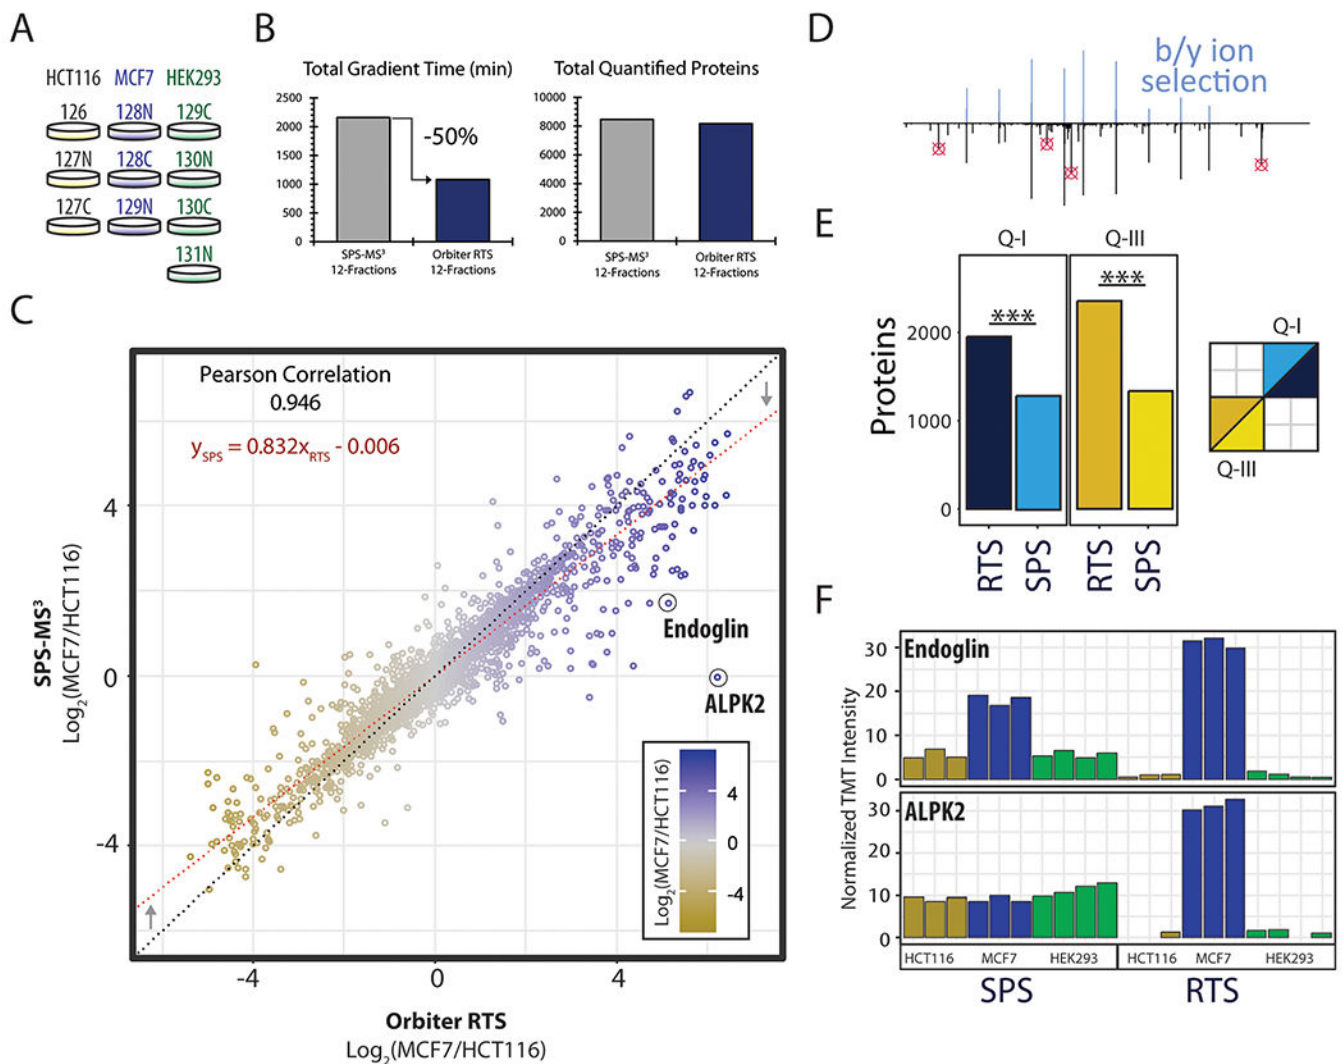 A
HCT116 MCF7 HEK293
126 128N 129C
127N 128C 130N
127C 129N 130C
131N
B
Total Gradient Time (min)
2500
2000
1500
1000
500
0
-50%
SPS-MS³ Orbiter RTS
12-Fractions 12-Fractions
Total Quantified Proteins
10000
8000
6000
4000
2000
0
SPS-MS³ Orbiter RTS
12-Fractions 12-Fractions
C
Pearson Correlation
0.946
y_SPS = 0.832x_RTS - 0.006
SPS-MS³
Log₂(MCF7/HCT116)
4
0
-4
Endoglin
ALPK2
Log₂(MCF7/HCT116)
4
0
-4
-4 0 4
Orbiter RTS
Log₂(MCF7/HCT116)
D
b/y ion
selection
E
Q-I Q-III
Proteins
2000
1000
0
*** ***
RTS SPS RTS SPS
Q-I
Q-III
F
Normalized TMT Intensity
Endoglin
30
20
10
0
ALPK2
30
20
10
0
HCT116 MCF7 HEK293 HCT116 MCF7 HEK293
SPS RTS